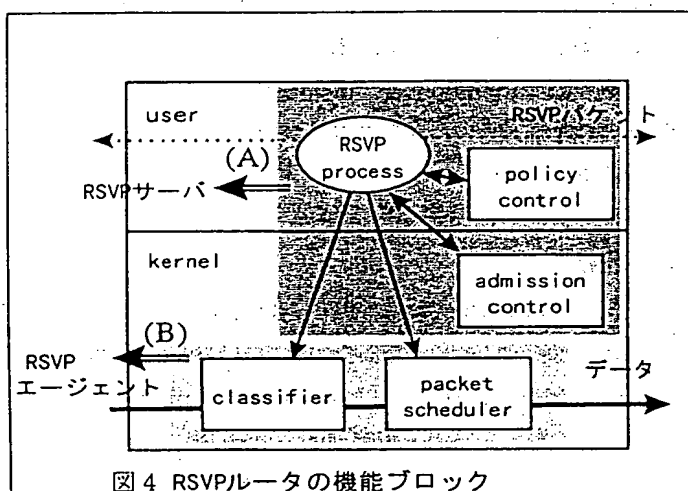 user
RSVPパケット
RSVP
process
(A)
RSVPサーバ
policy
control
kernel
admission
control
(B)
RSVP
エージェント
classifier
packet
scheduler
データ
図4 RSVPルータの機能ブロック